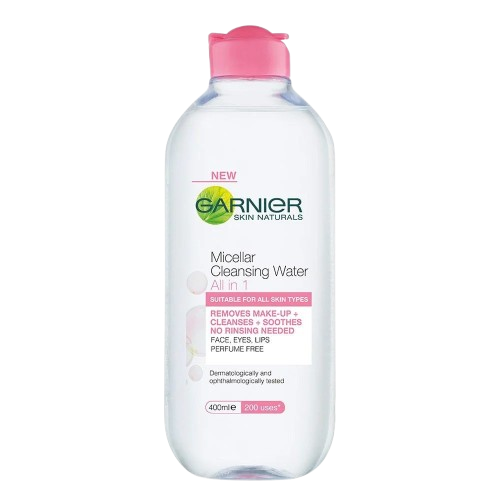 NEW
GARNIER
SKIN NATURALS
Micellar
Cleansing Water
All in 1
SUITABLE FOR ALL SKIN TYPES
REMOVES MAKE-UP +
CLEANSES + SOOTHES
NO RINSING NEEDED
FACE, EYES, LIPS
PERFUME FREE
Dermatologically and
ophthalmologically tested
400ml℮ 200 uses*